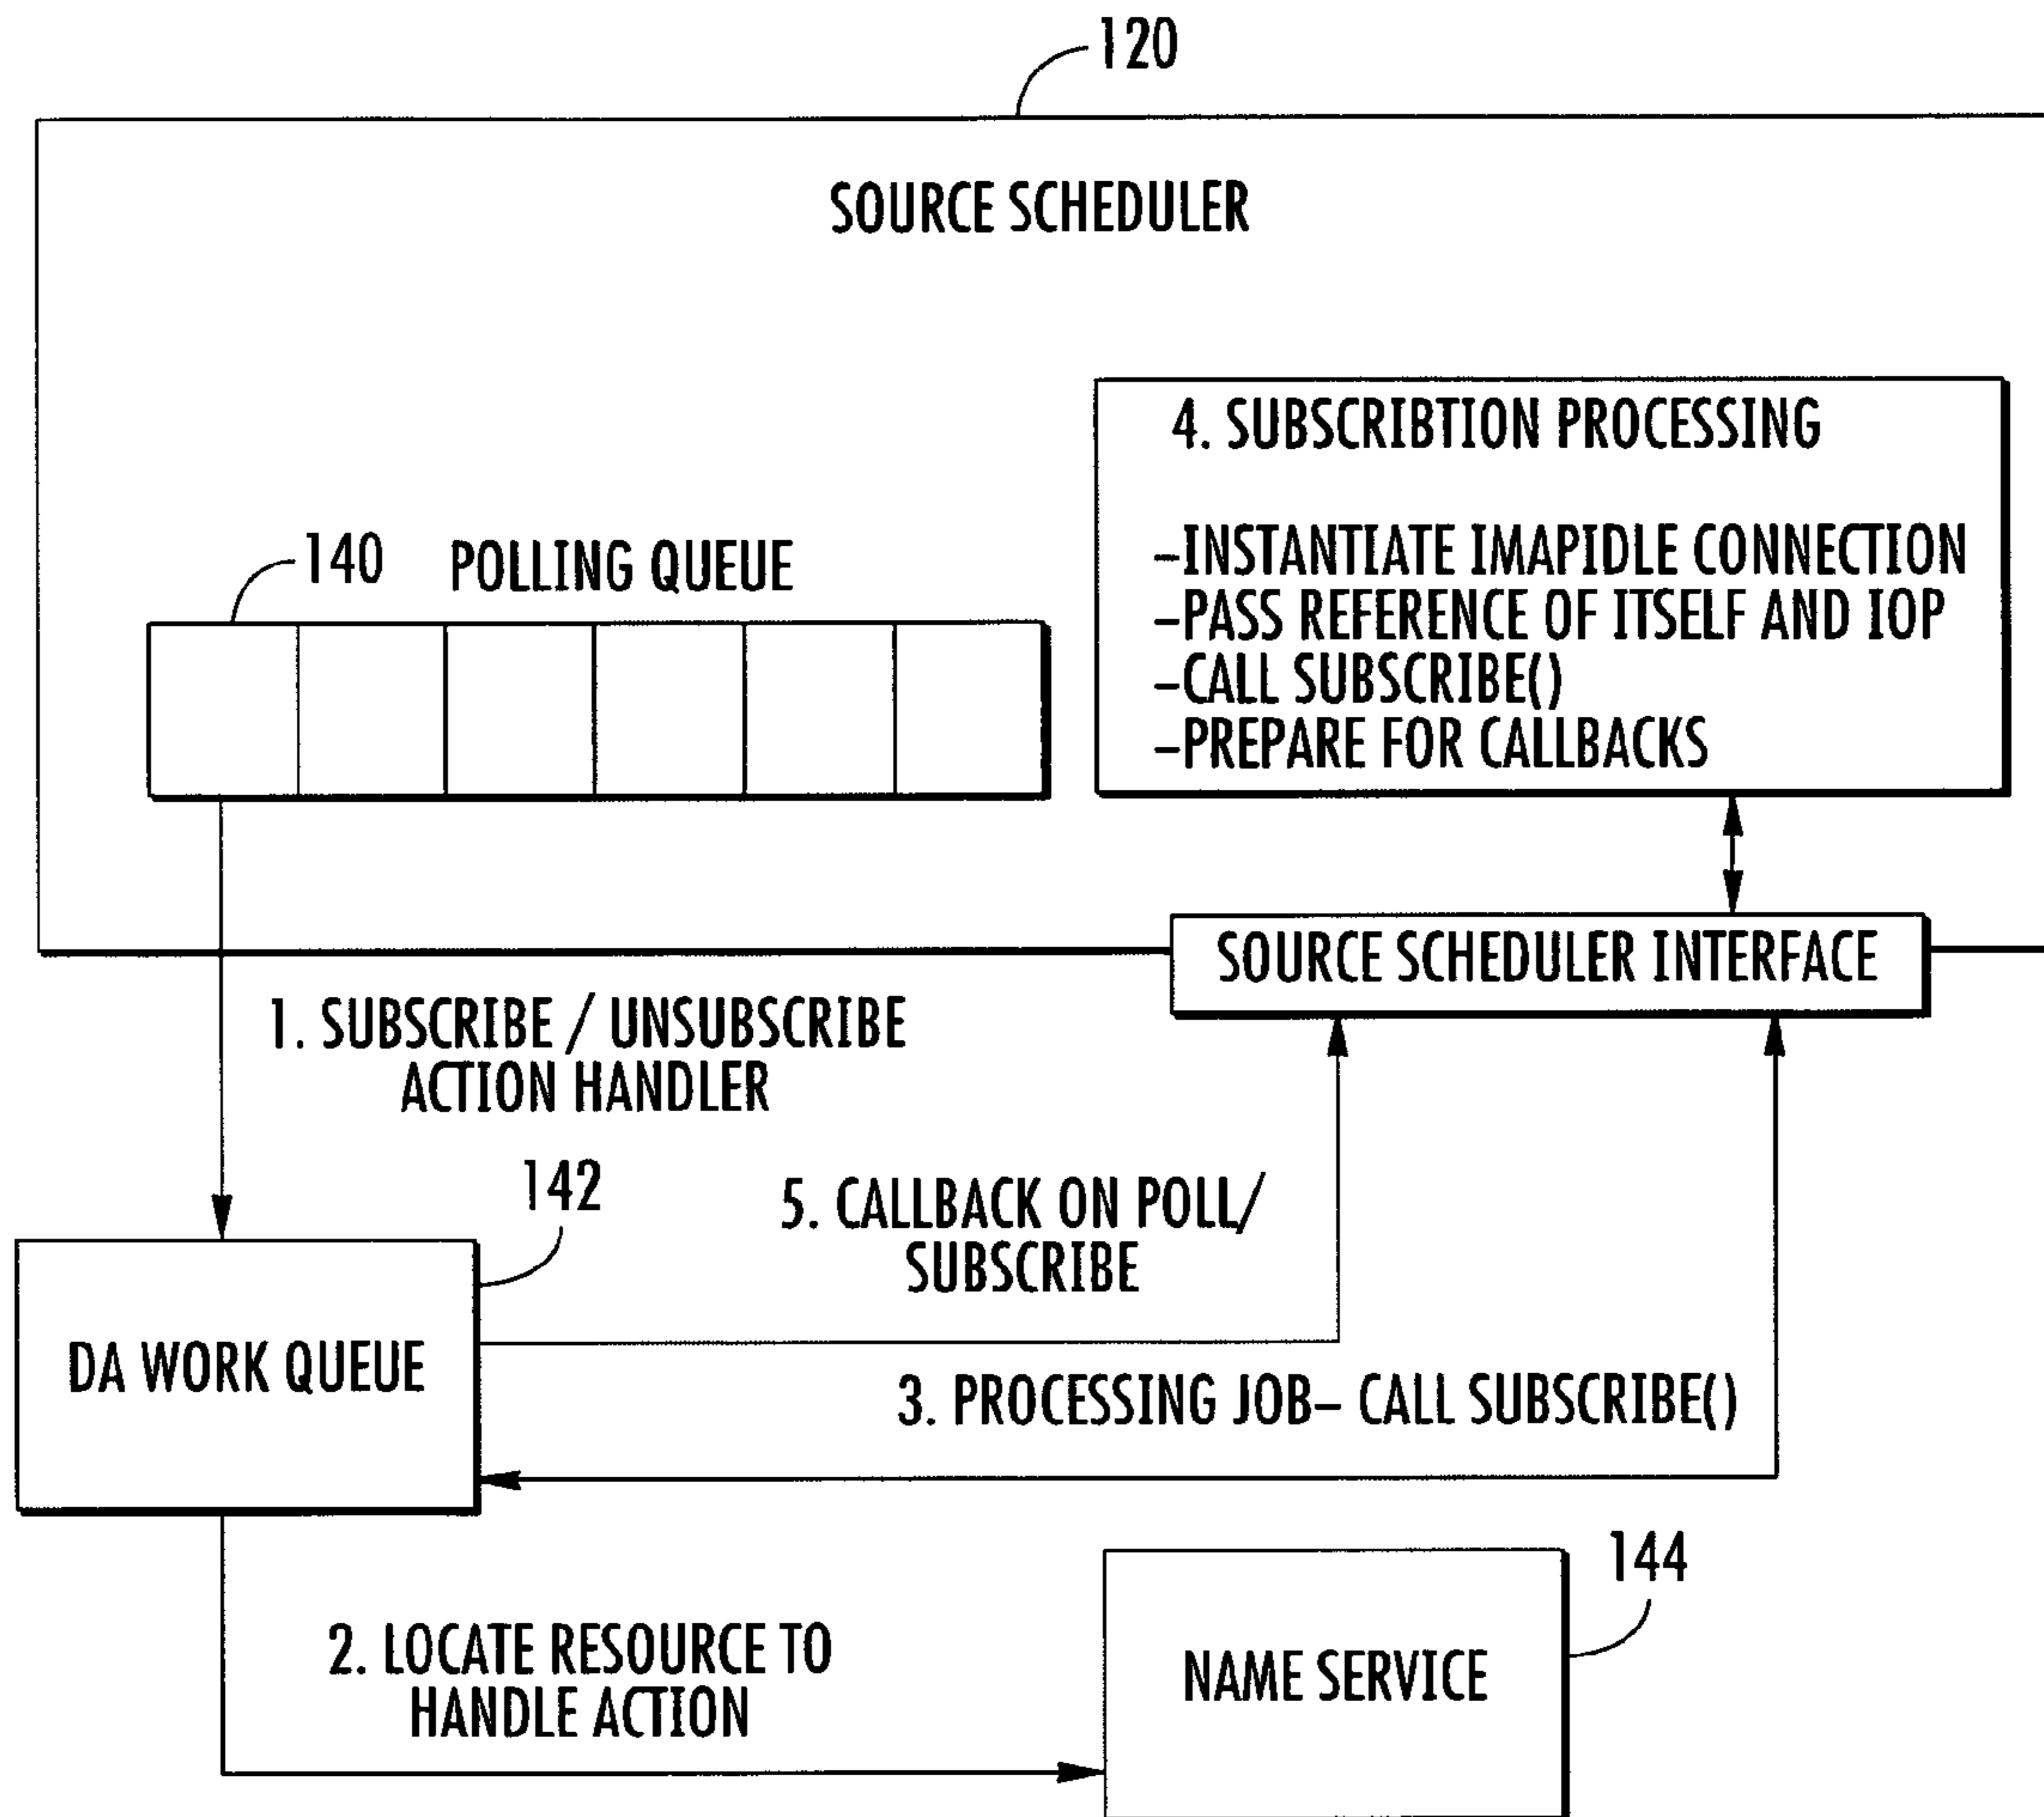 120
SOURCE SCHEDULER
4. SUBSCRIBTION PROCESSING
–INSTANTIATE IMAPIDLE CONNECTION
–PASS REFERENCE OF ITSELF AND IOP
–CALL SUBSCRIBE()
–PREPARE FOR CALLBACKS
140
POLLING QUEUE
SOURCE SCHEDULER INTERFACE
1. SUBSCRIBE / UNSUBSCRIBE
ACTION HANDLER
142
5. CALLBACK ON POLL/
SUBSCRIBE
DA WORK QUEUE
3. PROCESSING JOB– CALL SUBSCRIBE()
144
2. LOCATE RESOURCE TO
HANDLE ACTION
NAME SERVICE